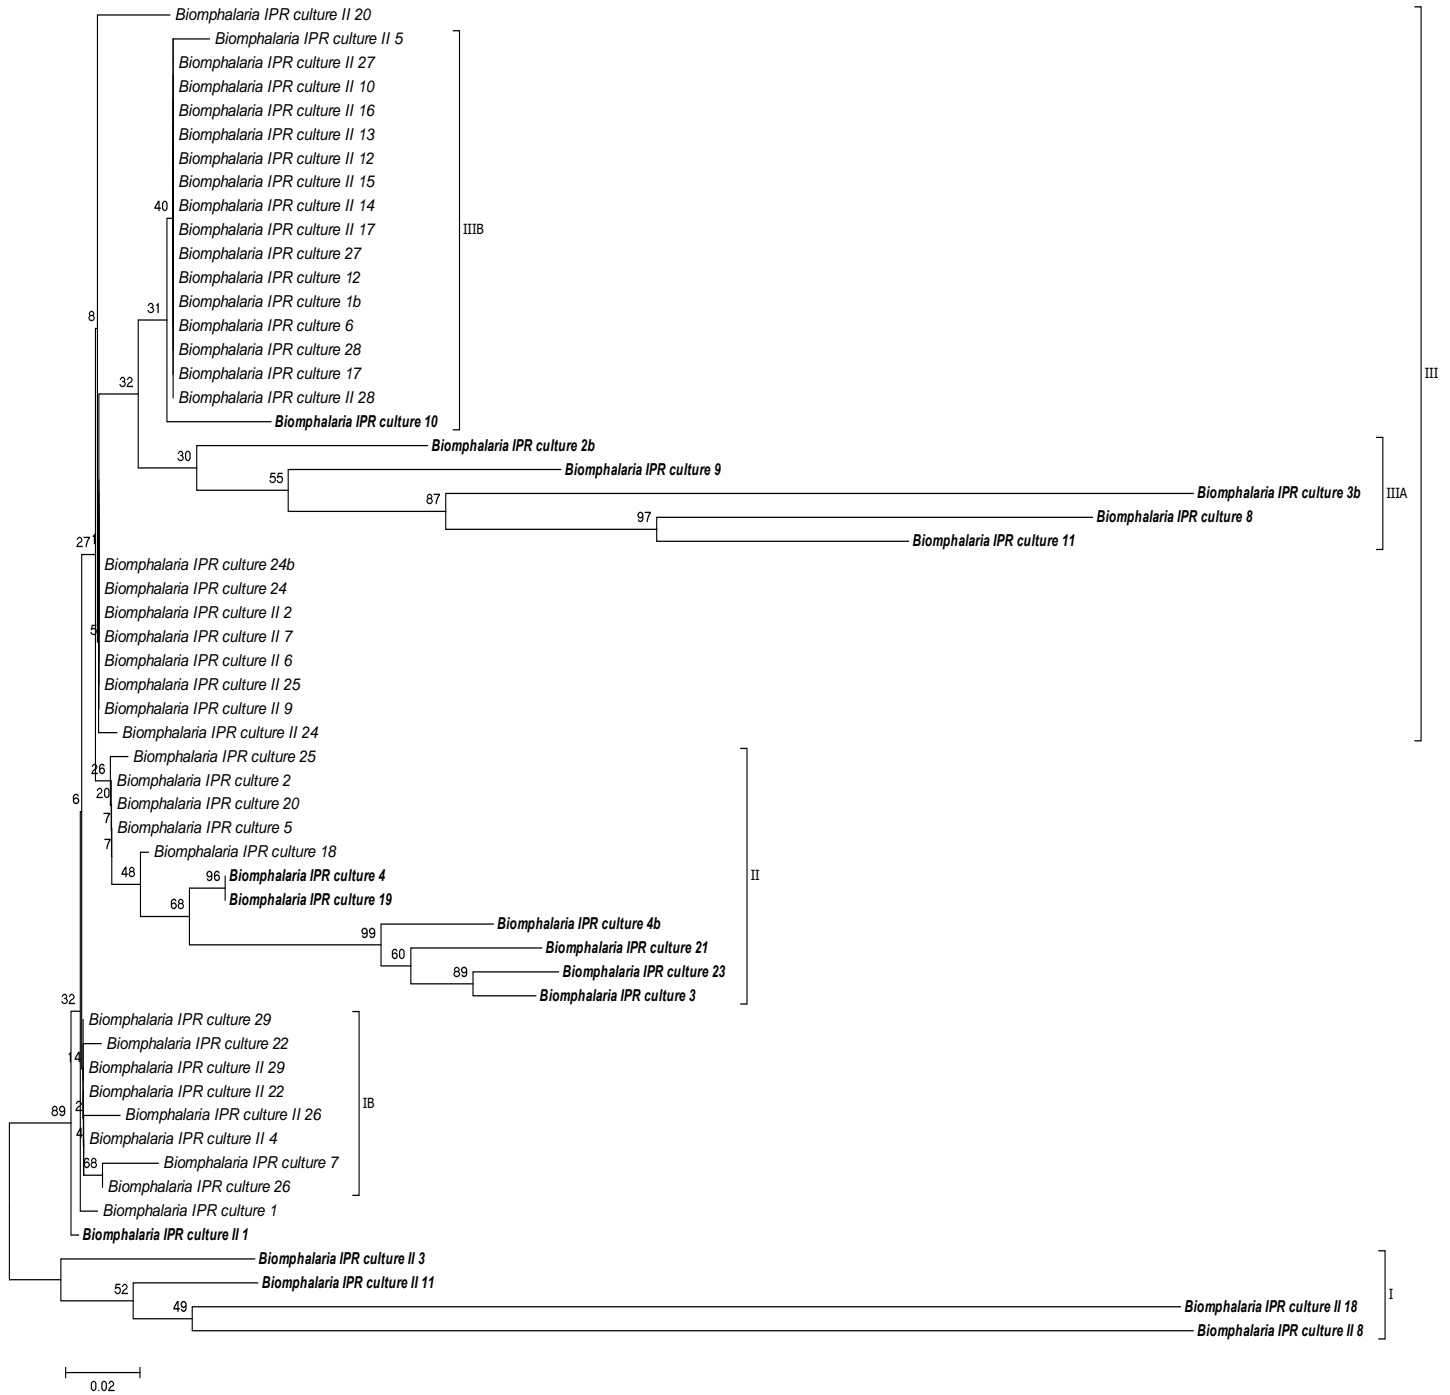 Biomphalaria IPR culture II 20
Biomphalaria IPR culture II 5
Biomphalaria IPR culture II 27
Biomphalaria IPR culture II 10
Biomphalaria IPR culture II 16
Biomphalaria IPR culture II 13
Biomphalaria IPR culture II 12
Biomphalaria IPR culture II 15
40
Biomphalaria IPR culture II 14
Biomphalaria IPR culture II 17
IIIB
Biomphalaria IPR culture 27
Biomphalaria IPR culture 12
Biomphalaria IPR culture 1b
31
8
Biomphalaria IPR culture 6
Biomphalaria IPR culture 28
Biomphalaria IPR culture 17
III
32
Biomphalaria IPR culture II 28
Biomphalaria IPR culture 10
Biomphalaria IPR culture 2b
30
Biomphalaria IPR culture 9
55
Biomphalaria IPR culture 3b
IIIA
87
Biomphalaria IPR culture 8
97
Biomphalaria IPR culture 11
27
1
Biomphalaria IPR culture 24b
Biomphalaria IPR culture 24
Biomphalaria IPR culture II 2
5
Biomphalaria IPR culture II 7
Biomphalaria IPR culture II 6
Biomphalaria IPR culture II 25
Biomphalaria IPR culture II 9
Biomphalaria IPR culture II 24
Biomphalaria IPR culture 25
26
Biomphalaria IPR culture 2
20
6
Biomphalaria IPR culture 20
7
Biomphalaria IPR culture 5
7
Biomphalaria IPR culture 18
48
96
Biomphalaria IPR culture 4
II
Biomphalaria IPR culture 19
68
Biomphalaria IPR culture 4b
99
Biomphalaria IPR culture 21
60
Biomphalaria IPR culture 23
89
Biomphalaria IPR culture 3
32
Biomphalaria IPR culture 29
Biomphalaria IPR culture 22
14
Biomphalaria IPR culture II 29
Biomphalaria IPR culture II 22
IB
2
89
Biomphalaria IPR culture II 26
4
Biomphalaria IPR culture II 4
68
Biomphalaria IPR culture 7
Biomphalaria IPR culture 26
Biomphalaria IPR culture 1
Biomphalaria IPR culture II 1
Biomphalaria IPR culture II 3
52
Biomphalaria IPR culture II 11
I
49
Biomphalaria IPR culture II 18
Biomphalaria IPR culture II 8
0.02